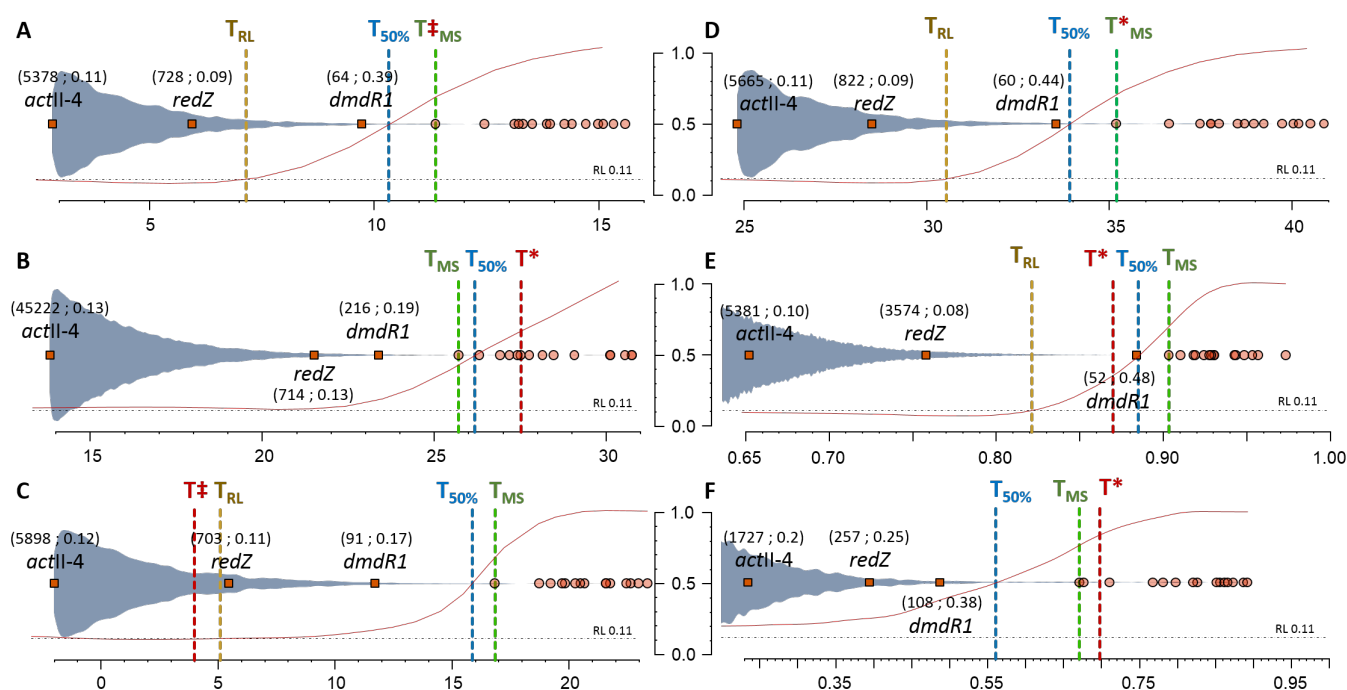 A
T_RL
T_50%
T‡_MS
(5378 ; 0.11)
actII-4
(728 ; 0.09)
redZ
(64 ; 0.39)
dmdR1
RL 0.11
1.0
0.5
0.0
5
10
15
D
T_RL
T_50%
T*_MS
(5665 ; 0.11)
actII-4
(822 ; 0.09)
redZ
(60 ; 0.44)
dmdR1
RL 0.11
25
30
35
40
B
T_MS
T_50%
T*
(45222 ; 0.13)
actII-4
(216 ; 0.19)
dmdR1
redZ
(714 ; 0.13)
RL 0.11
1.0
0.5
0.0
15
20
25
30
E
T_RL
T*
T_50%
T_MS
(5381 ; 0.10)
actII-4
(3574 ; 0.08)
redZ
(52 ; 0.48)
dmdR1
RL 0.11
0.65
0.70
0.80
0.90
1.00
C
T‡
T_RL
T_50%
T_MS
(5898 ; 0.12)
actII-4
(703 ; 0.11)
redZ
(91 ; 0.17)
dmdR1
RL 0.11
1.0
0.5
0.0
0
5
10
15
20
F
T_50%
T_MS
T*
(1727 ; 0.2)
actII-4
(257 ; 0.25)
redZ
(108 ; 0.38)
dmdR1
RL 0.11
0.35
0.55
0.75
0.95